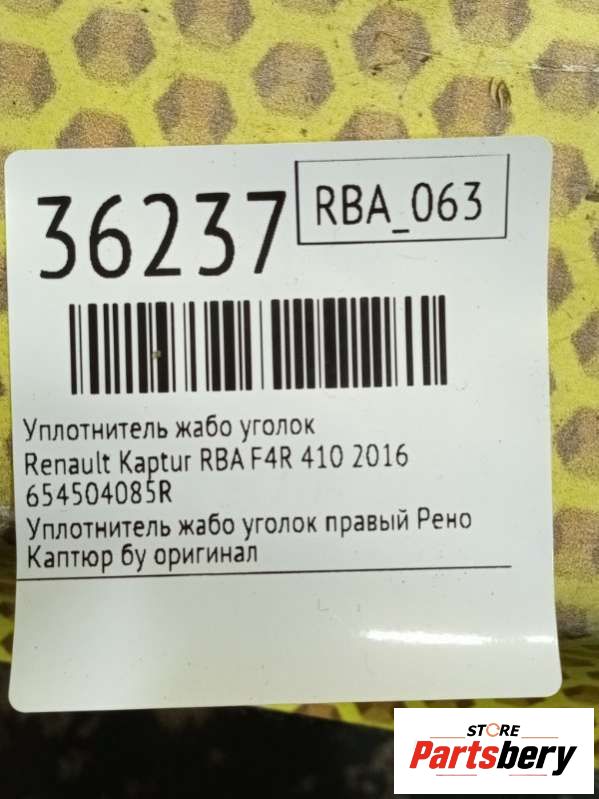 36237
RBA_063
Уплотнитель жабо уголок
Renault Kaptur RBA F4R 410 2016
654504085R
Уплотнитель жабо уголок правый Рено
Каптюр бу оригинал
STORE
Partsbery